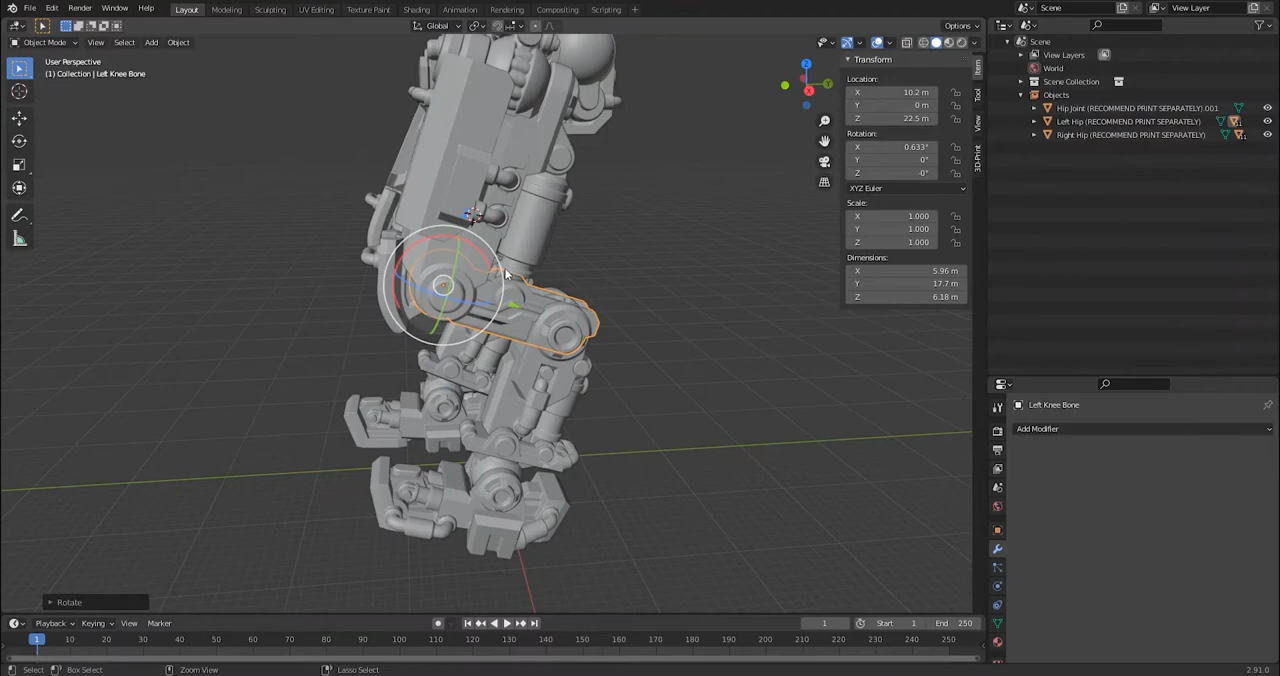 File Edit Render Window Help Layout Modeling Sculpting UV Editing Texture Paint Shading Animation Rendering Compositing Scripting + Scene View Layer
Global Options
Object Mode View Select Add Object
User Perspective
(1) Collection | Left Knee Bone
Transform
Location:
X 10.2 m
Y 0 m
Z 22.5 m
Rotation:
X 0.633°
Y 0°
Z -0°
XYZ Euler
Scale:
X 1.000
Y 1.000
Z 1.000
Dimensions:
X 5.96 m
Y 17.7 m
Z 6.18 m
Item
Tool
View
3D-Print
Z
Y
X
Scene
View Layers
World
Scene Collection
Objects
Hip Joint (RECOMMEND PRINT SEPARATELY).001
Left Hip (RECOMMEND PRINT SEPARATELY)
Right Hip (RECOMMEND PRINT SEPARATELY)
Left Knee Bone
Add Modifier
Rotate
Playback Keying View Marker 1 Start 1 End 250
1 10 20 30 40 50 60 70 80 90 100 110 120 130 140 150 160 170 180 190 200 210 220 230 240 250
Select Box Select Zoom View Lasso Select 2.91.0